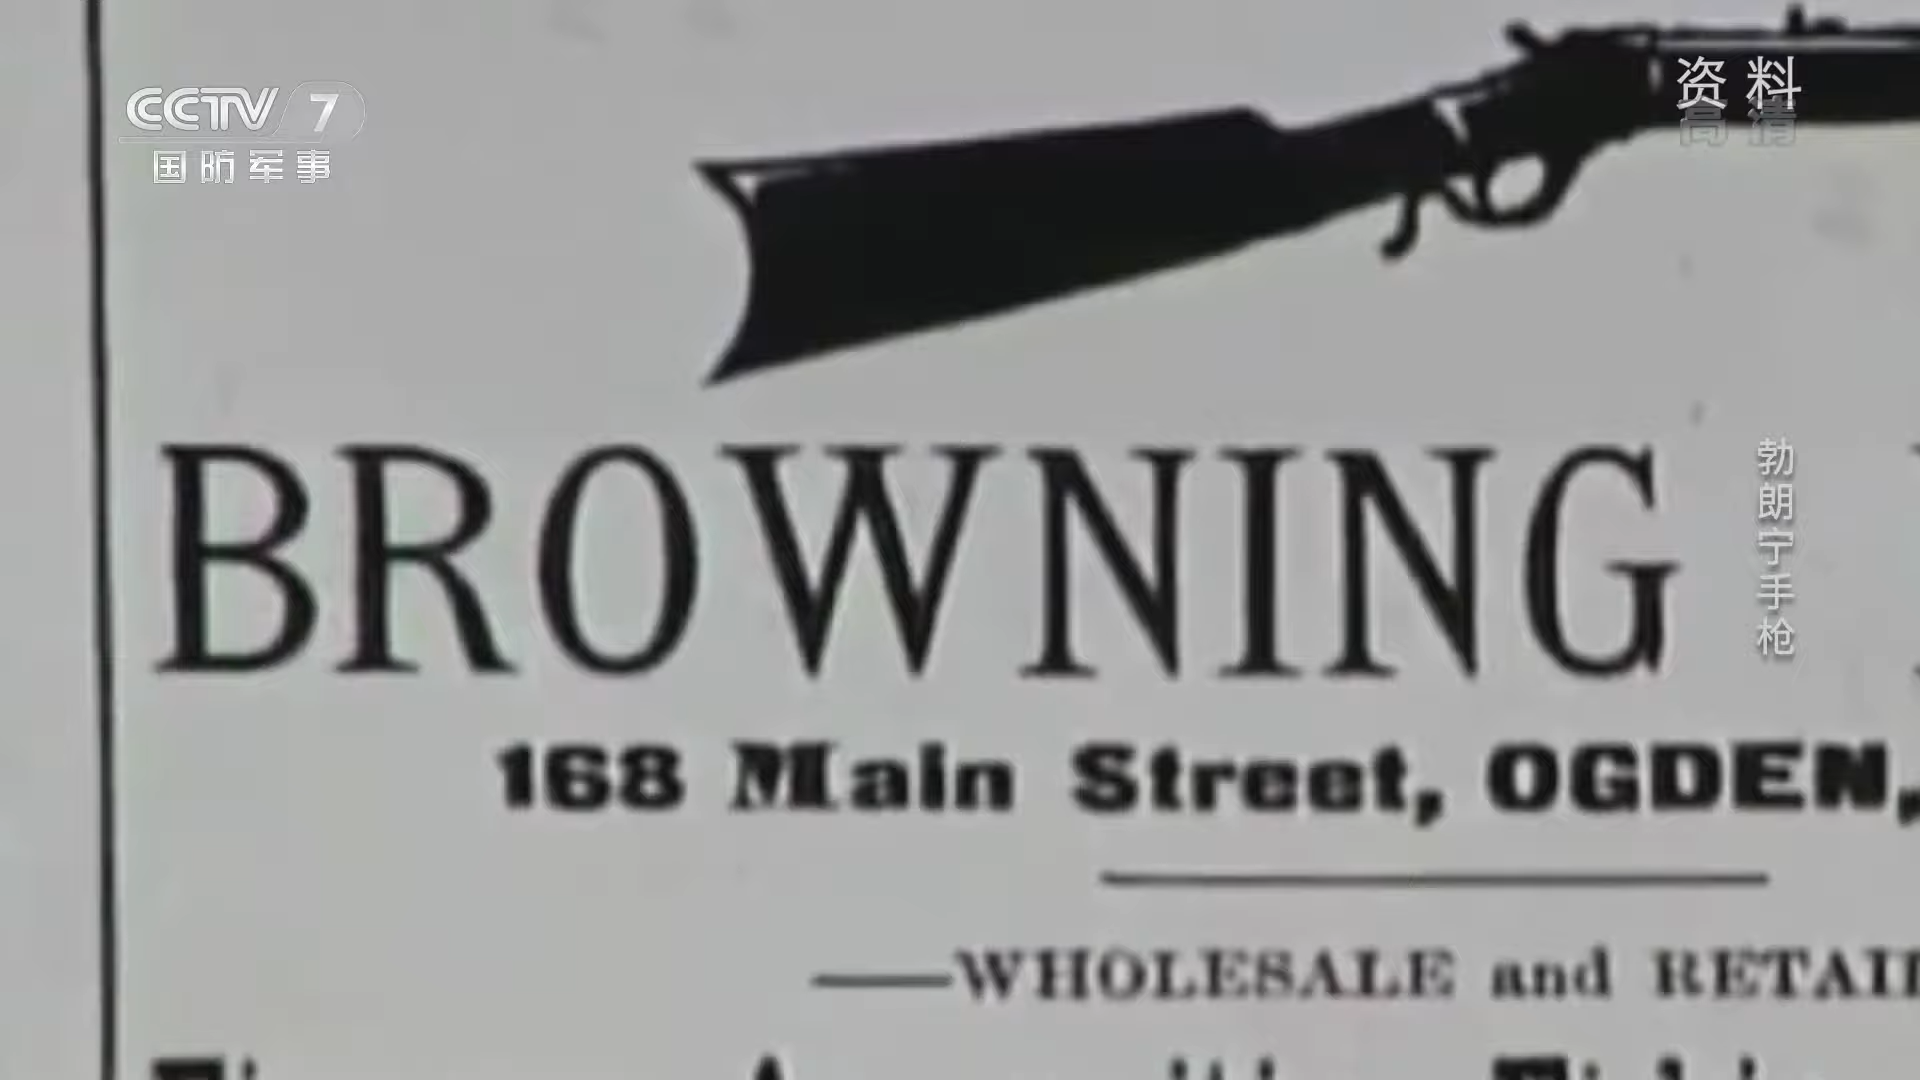 CCTV 7
国防军事
资料
高清
BROWNING
勃朗宁手枪
168 Main Street, OGDEN,
—WHOLESALE and RETAIL